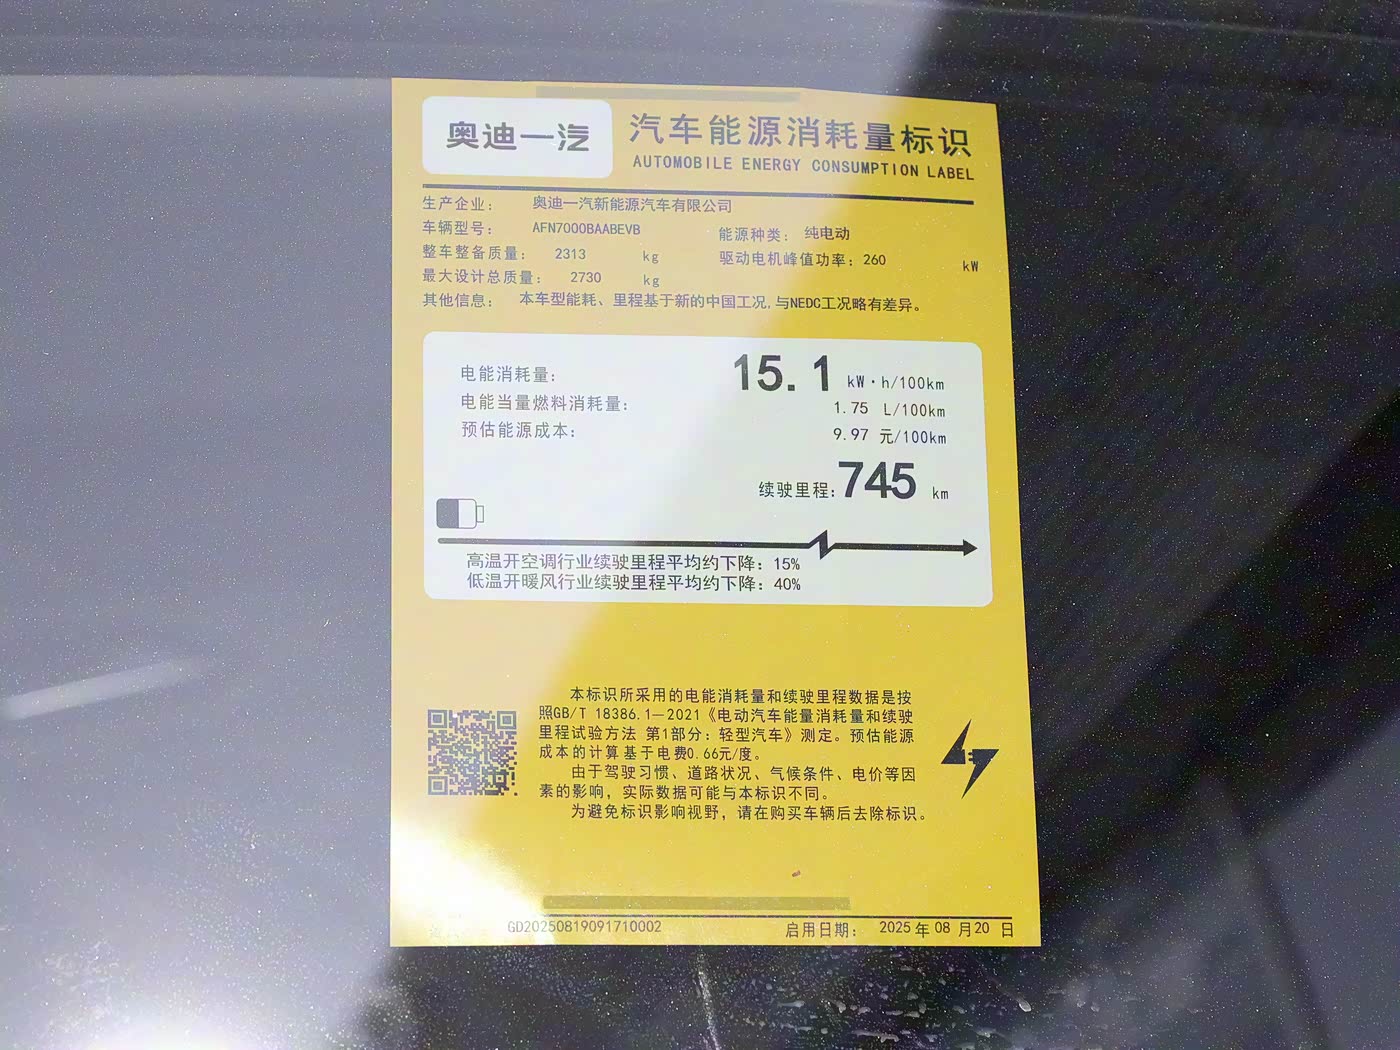 奥迪一汽
汽车能源消耗量标识
AUTOMOBILE ENERGY CONSUMPTION LABEL
生产企业: 奥迪一汽新能源汽车有限公司
车辆型号: AFN7000BAABEVB 能源种类: 纯电动
整车整备质量: 2313 kg 驱动电机峰值功率: 260 kW
最大设计总质量: 2730 kg
其他信息: 本车型能耗、里程基于新的中国工况,与NEDC工况略有差异。
电能消耗量: 15.1 kW·h/100km
电能当量燃料消耗量: 1.75 L/100km
预估能源成本: 9.97 元/100km
续驶里程: 745 km
高温开空调行业续驶里程平均约下降: 15%
低温开暖风行业续驶里程平均约下降: 40%
本标识所采用的电能消耗量和续驶里程数据是按
照GB/T 18386.1—2021《电动汽车能量消耗量和续驶
里程试验方法 第1部分: 轻型汽车》测定。预估能源
成本的计算基于电费0.66元/度。
由于驾驶习惯、道路状况、气候条件、电价等因
素的影响, 实际数据可能与本标识不同。
为避免标识影响视野, 请在购买车辆后去除标识。
GD20250819091710002 启用日期: 2025 年 08 月 20 日